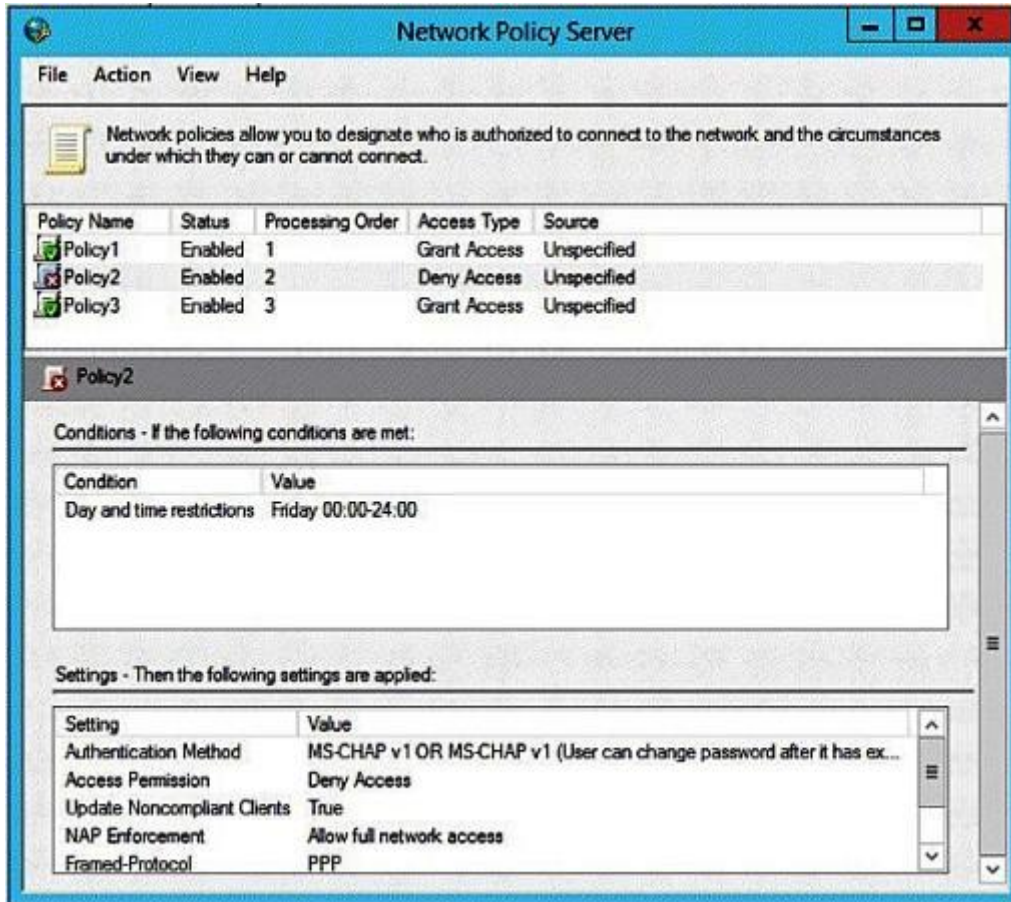 Network Policy Server
File Action View Help
Network policies allow you to designate who is authorized to connect to the network and the circumstances
under which they can or cannot connect.
Policy Name Status Processing Order Access Type Source
Policy1 Enabled 1 Grant Access Unspecified
Policy2 Enabled 2 Deny Access Unspecified
Policy3 Enabled 3 Grant Access Unspecified
Policy2
Conditions - If the following conditions are met:
Condition Value
Day and time restrictions Friday 00:00-24:00
Settings - Then the following settings are applied:
Setting Value
Authentication Method MS-CHAP v1 OR MS-CHAP v1 (User can change password after it has ex...
Access Permission Deny Access
Update Noncompliant Clients True
NAP Enforcement Allow full network access
Framed-Protocol PPP